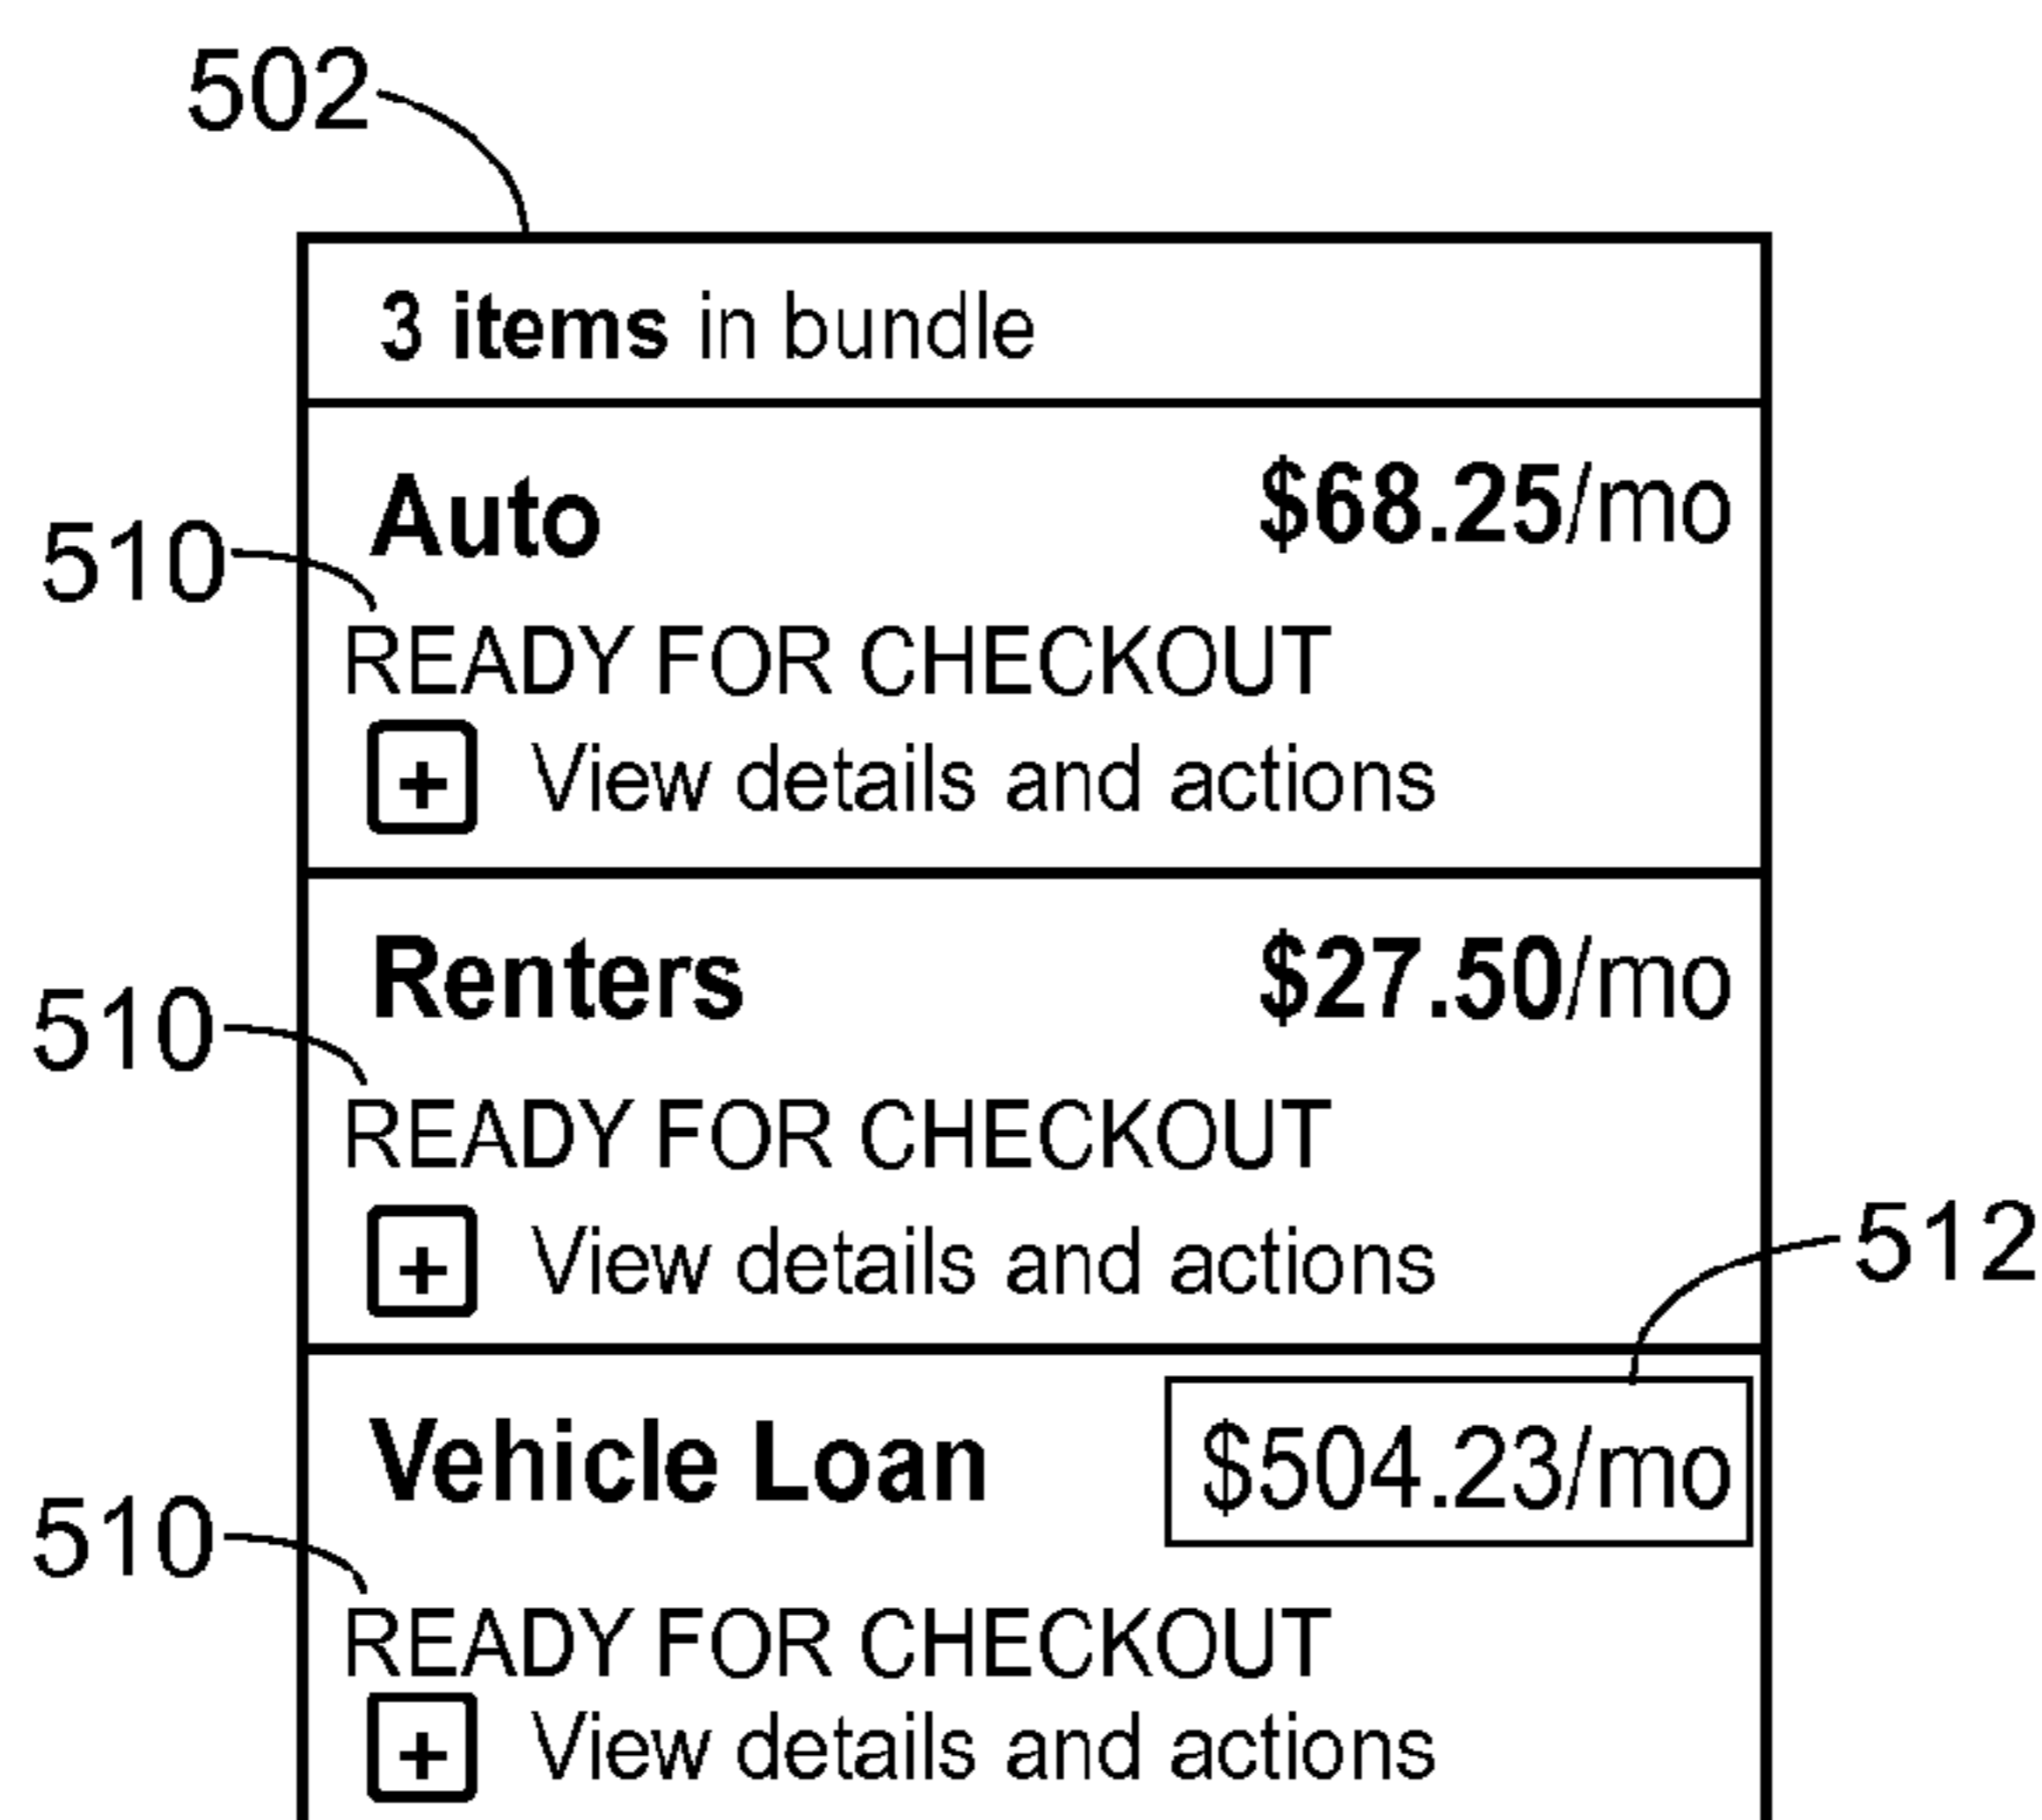 502
3 items in bundle
Auto $68.25/mo
510
READY FOR CHECKOUT
+ View details and actions
Renters $27.50/mo
510
READY FOR CHECKOUT
+ View details and actions
512
Vehicle Loan $504.23/mo
510
READY FOR CHECKOUT
+ View details and actions